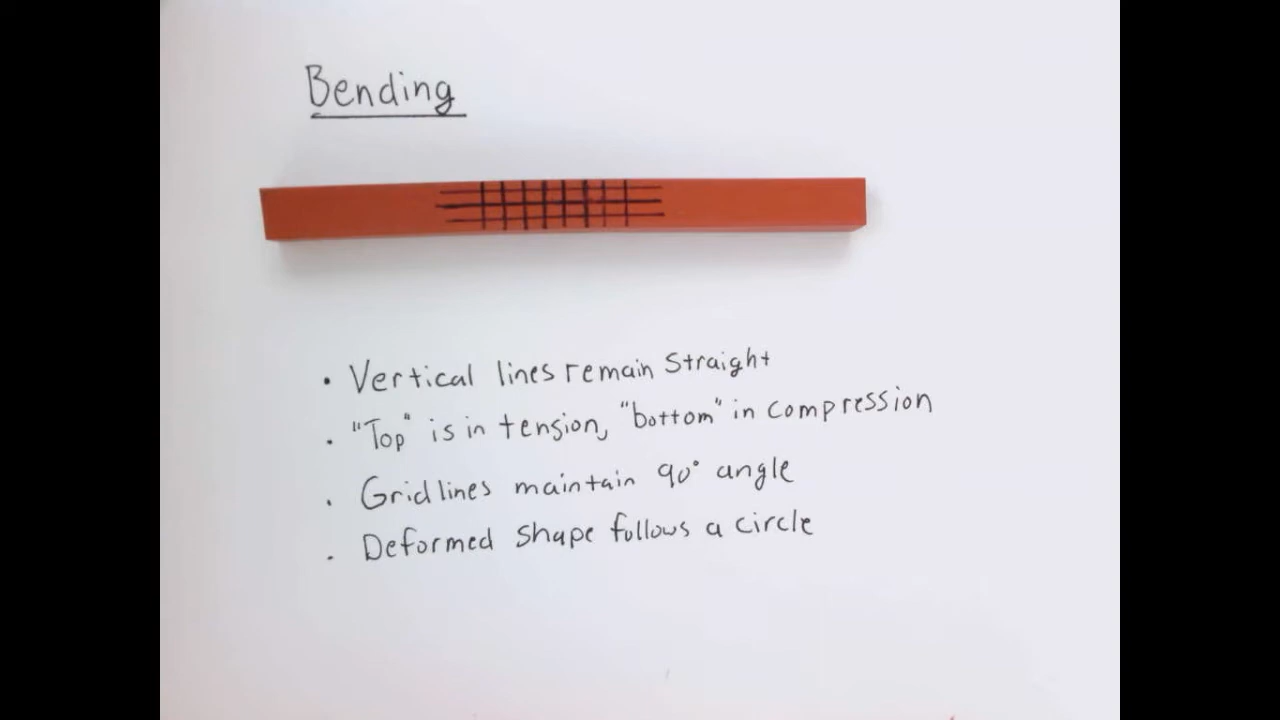 Bending
• Vertical lines remain straight
• "Top" is in tension, "bottom" in compression
• Gridlines maintain 90° angle
• Deformed shape follows a circle